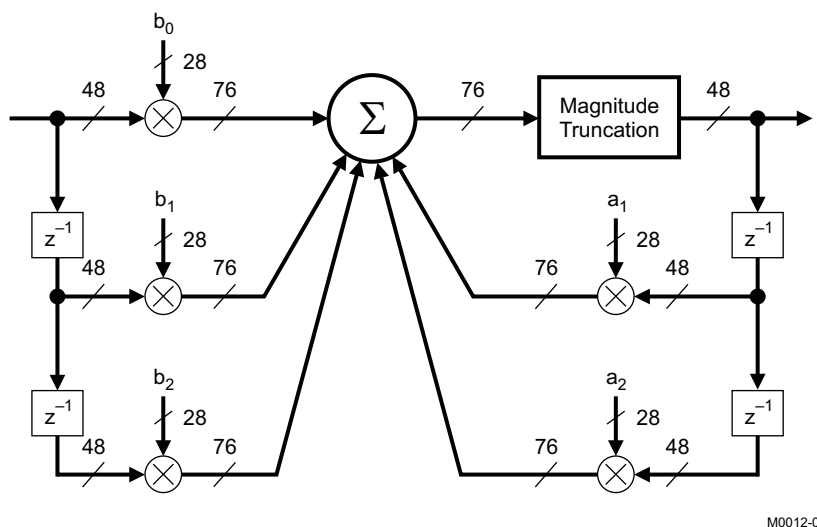 b0
28
48
76
Σ
76
Magnitude
Truncation
48
b1
28
a1
28
z–1
z–1
48
76
76
48
b2
28
a2
28
z–1
z–1
48
76
76
48
M0012-0